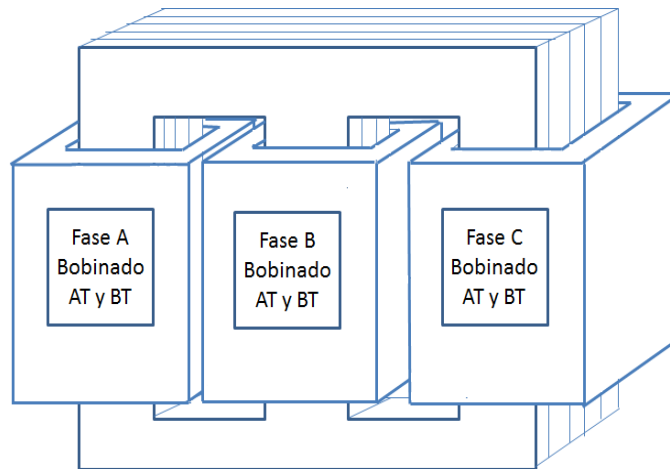 Fase A
Bobinado
AT y BT
Fase B
Bobinado
AT y BT
Fase C
Bobinado
AT y BT